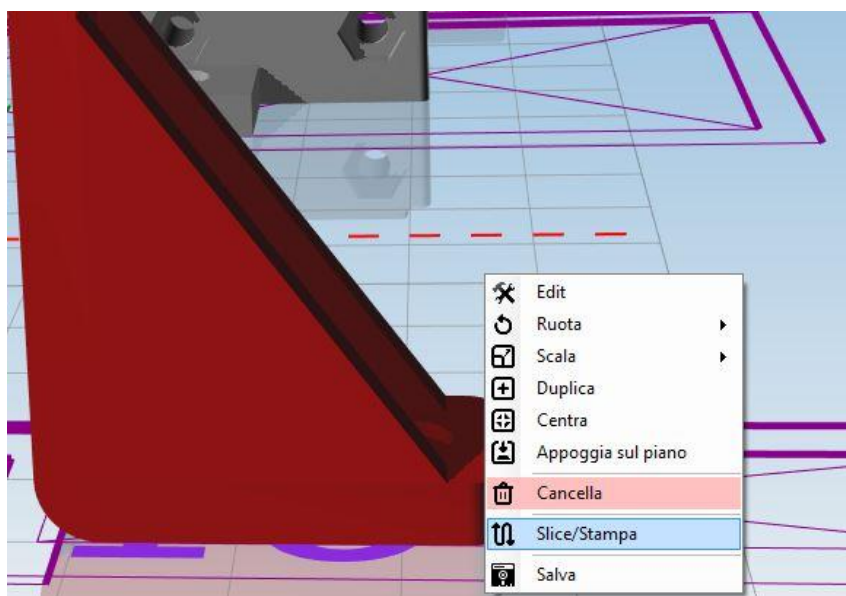 Edit
Ruota
Scala
Duplica
Centra
Appoggia sul piano
Cancella
Slice/Stampa
Salva